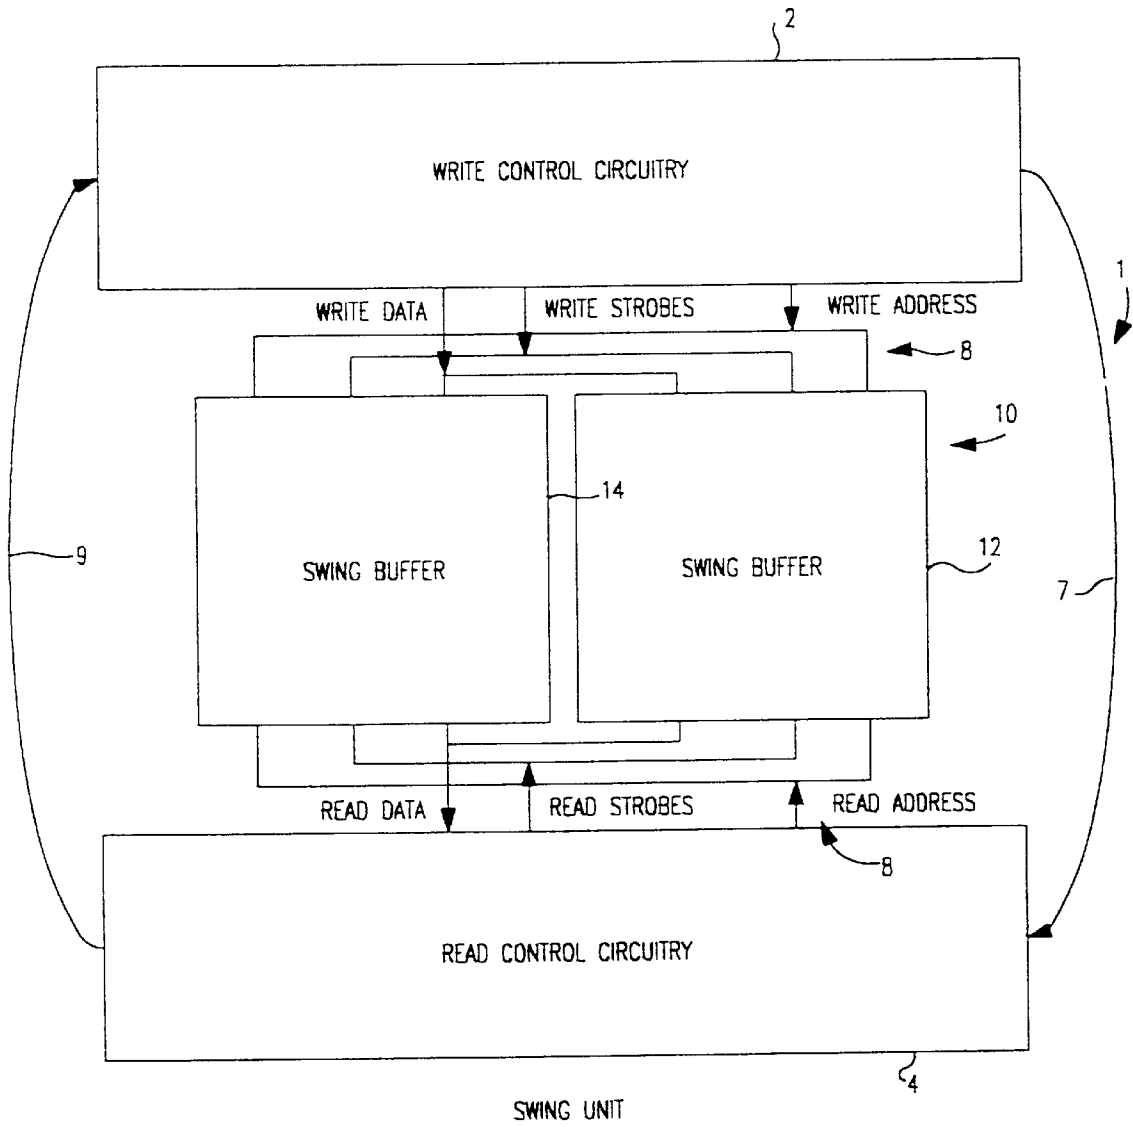 2
WRITE CONTROL CIRCUITRY
1
WRITE DATA
WRITE STROBES
WRITE ADDRESS
8
10
14
12
9
SWING BUFFER
SWING BUFFER
7
READ DATA
READ STROBES
READ ADDRESS
8
READ CONTROL CIRCUITRY
4
SWING UNIT